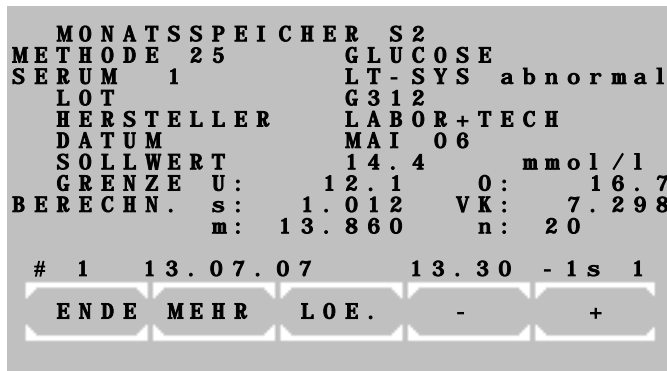 MONATSSPEICHER S2
METHODE 25 GLUCOSE
SERUM 1 LT-SYS abnormal
LOT G312
HERSTELLER LABOR+TECH
DATUM MAI 06
SOLLWERT 14.4 mmol/l
GRENZE U: 12.1 O: 16.7
BERECHN. s: 1.012 VK: 7.298
m: 13.860 n: 20
# 1 13.07.07 13.30 -1s 1
ENDE MEHR LOE. - +